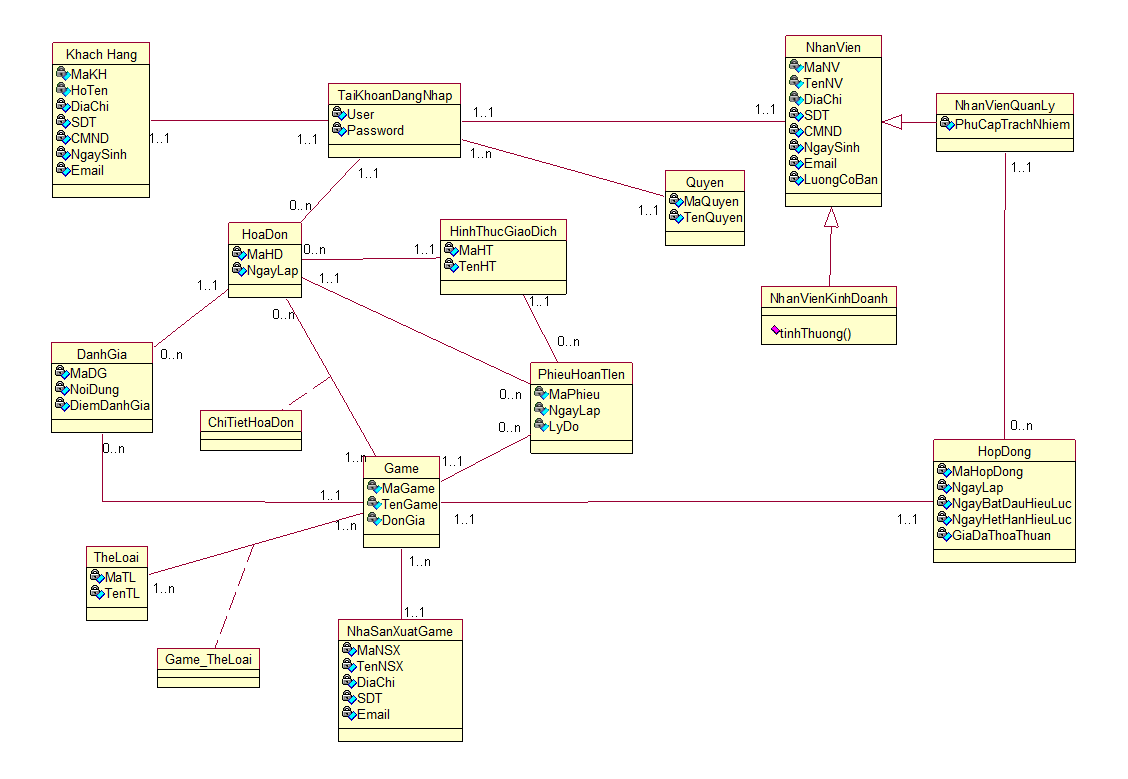 Khach Hang
MaKH
HoTen
DiaChi
SDT
CMND
NgaySinh
Email
1..1
1..1
TaiKhoanDangNhap
User
Password
1..1
1..1
1..n
1..1
1..1
0..n
NhanVien
MaNV
TenNV
DiaChi
SDT
CMND
NgaySinh
Email
LuongCoBan
NhanVienQuanLy
PhuCapTrachNhiem
1..1
0..n
Quyen
MaQuyen
TenQuyen
HoaDon
MaHD
NgayLap
0..n
1..1
1..1
1..1
0..n
HinhThucGiaoDich
MaHT
TenHT
1..1
0..n
NhanVienKinhDoanh
tinhThuong()
DanhGia
MaDG
NoiDung
DiemDanhGia
0..n
0..n
1..1
ChiTietHoaDon
PhieuHoanTIen
MaPhieu
NgayLap
LyDo
0..n
0..n
1..1
1..n
Game
MaGame
TenGame
DonGia
1..1
1..1
1..n
1..n
HopDong
MaHopDong
NgayLap
NgayBatDauHieuLuc
NgayHetHanHieuLuc
GiaDaThoaThuan
TheLoai
MaTL
TenTL
1..n
1..1
Game_TheLoai
NhaSanXuatGame
MaNSX
TenNSX
DiaChi
SDT
Email